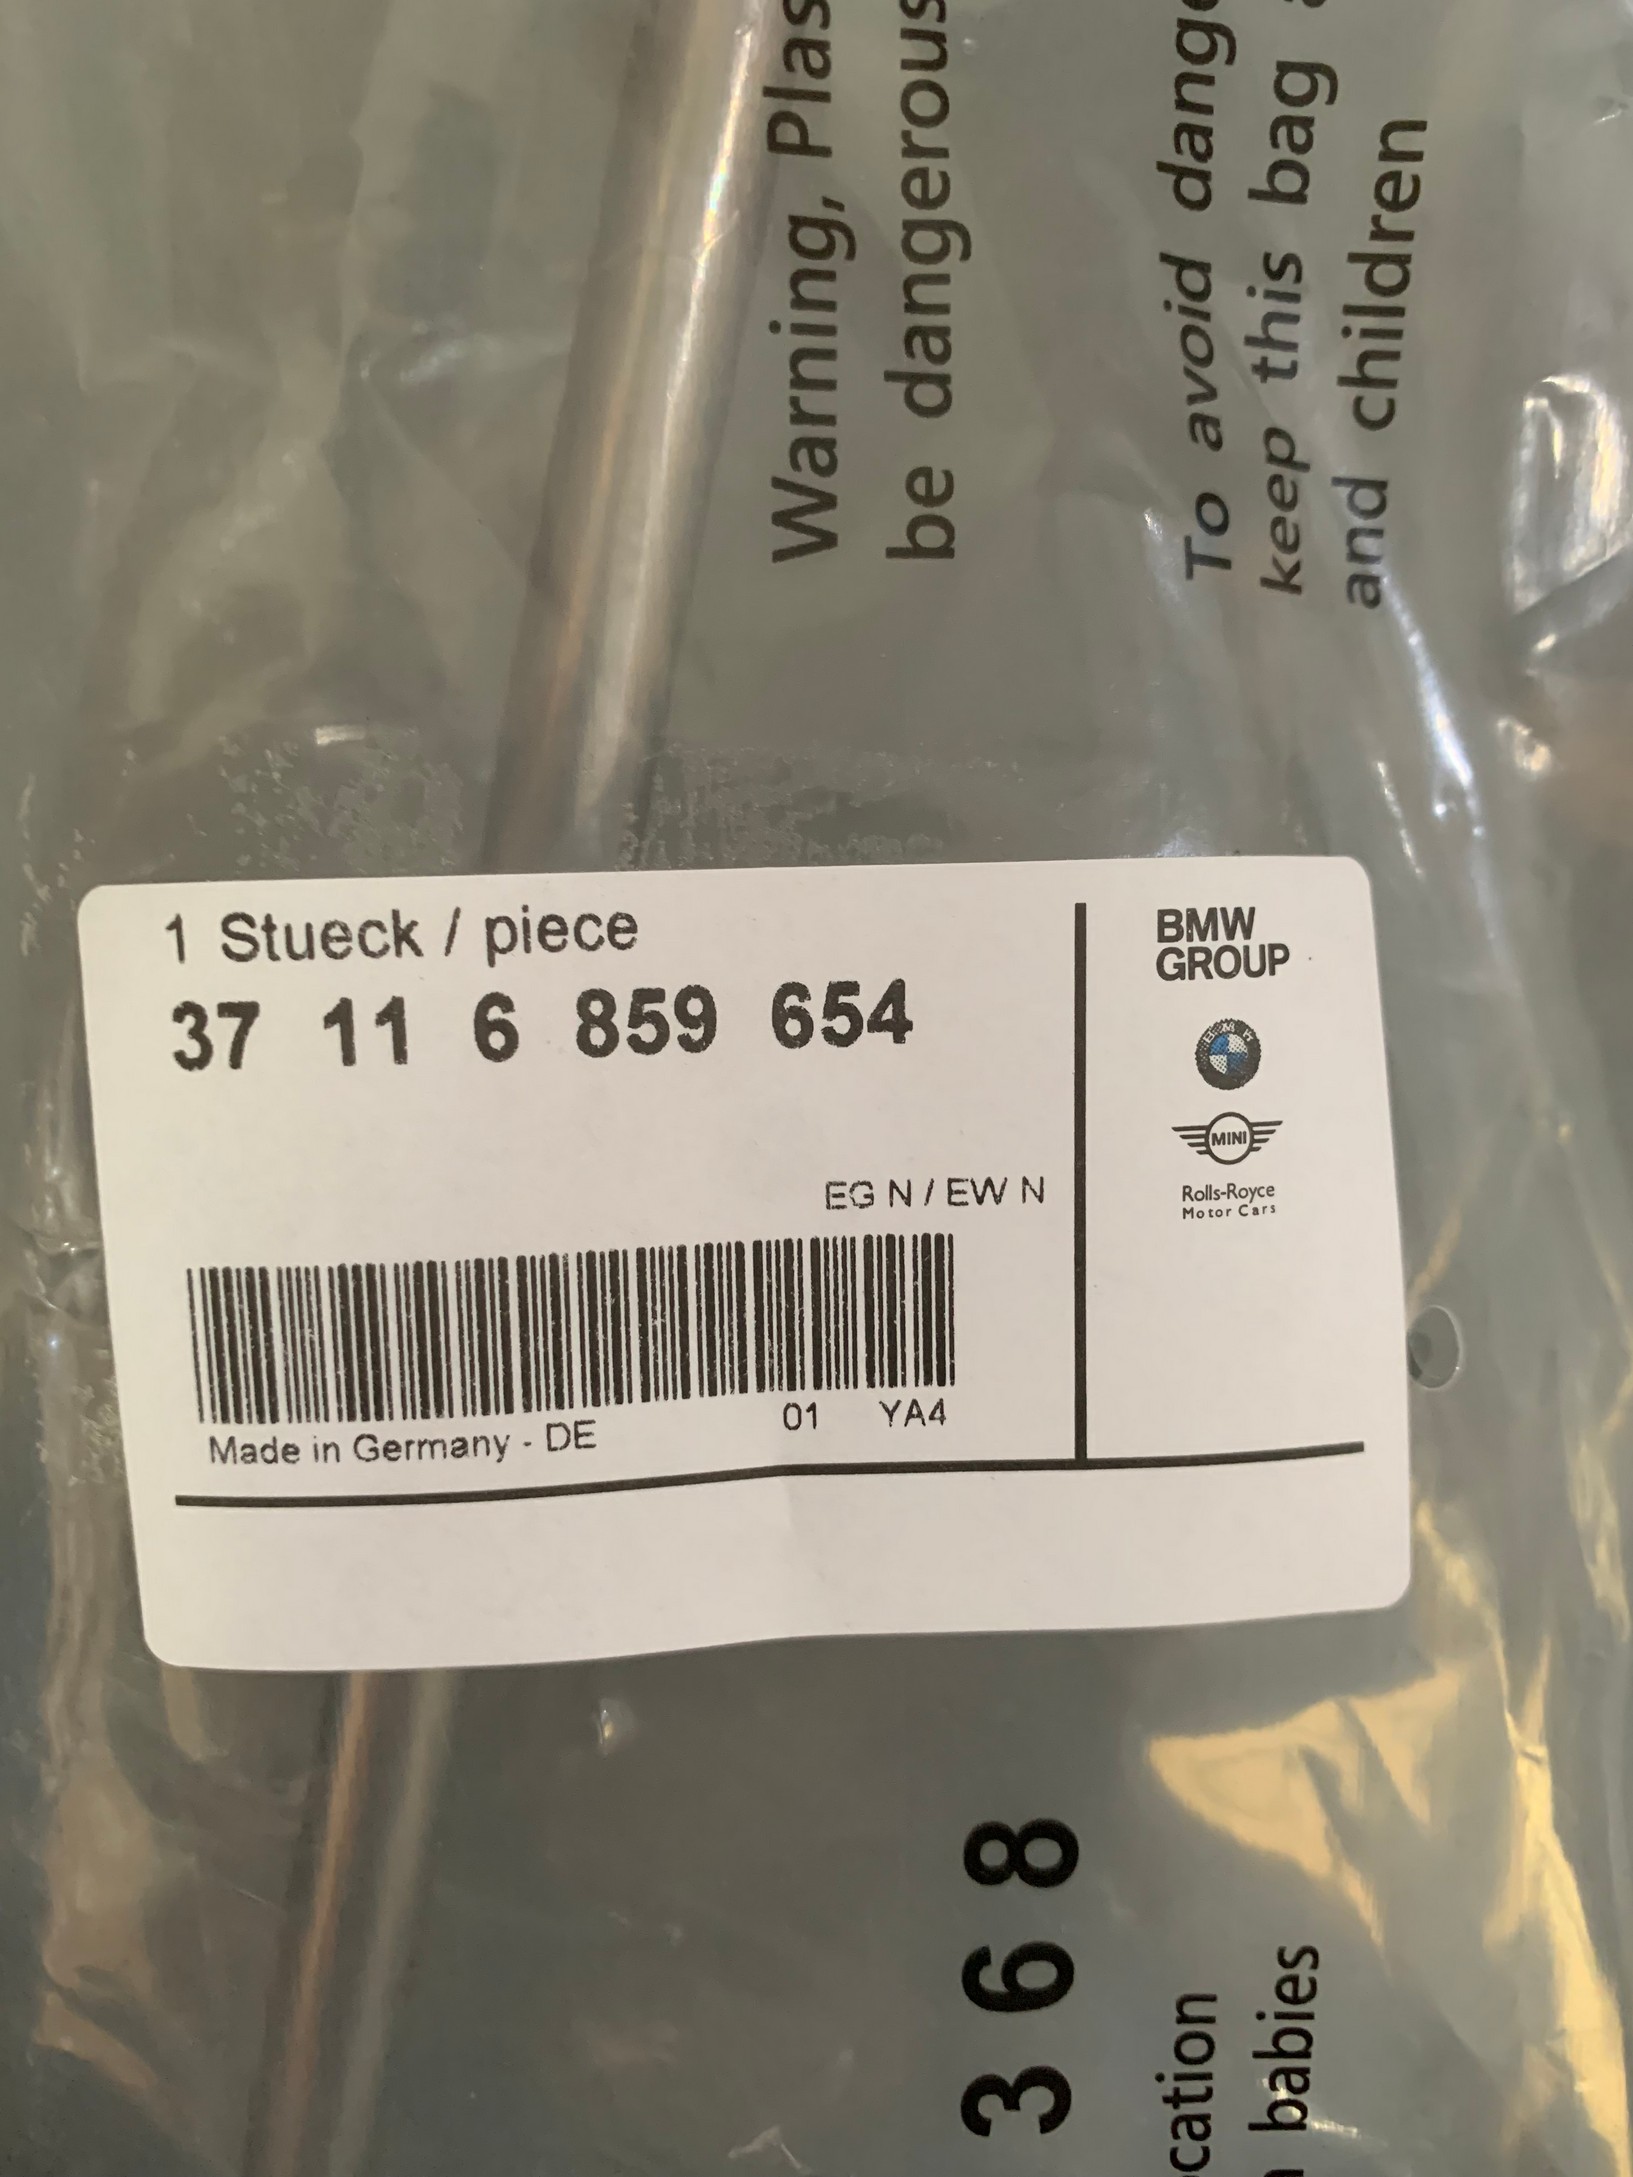 Warning, Plas
be dangerous
To avoid dange
keep this bag
and children
1 Stueck / piece
37 11 6 859 654
EG N / EW N
Made in Germany - DE
01 YA4
BMW
GROUP
BMW
MINI
Rolls-Royce
Motor Cars
3 6 8
cation
babies